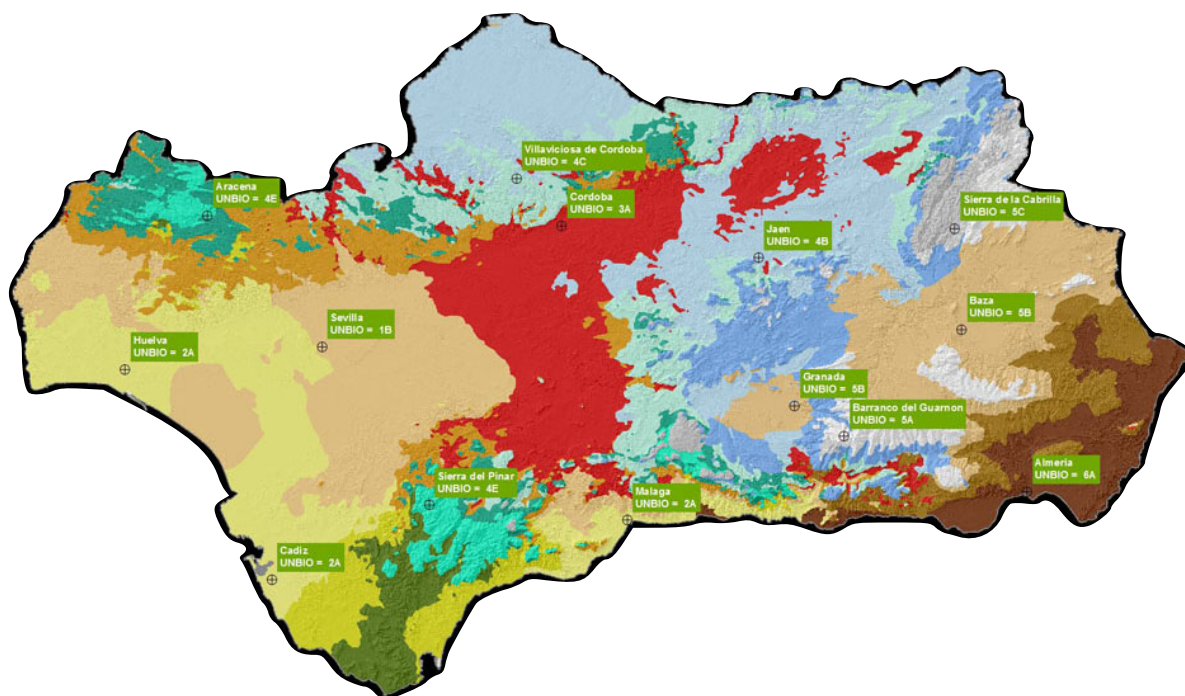 Villaviciosa de Cordoba
UNBIO = 4C
Aracena
UNBIO = 4E
Cordoba
UNBIO = 3A
Sierra de la Cabrilla
UNBIO = 5C
Jaen
UNBIO = 4B
Baza
UNBIO = 5B
Sevilla
UNBIO = 1B
Huelva
UNBIO = 2A
Granada
UNBIO = 5B
Barranco del Guarnon
UNBIO = 5A
Sierra del Pinar
UNBIO = 4E
Almeria
UNBIO = 6A
Malaga
UNBIO = 2A
Cadiz
UNBIO = 2A